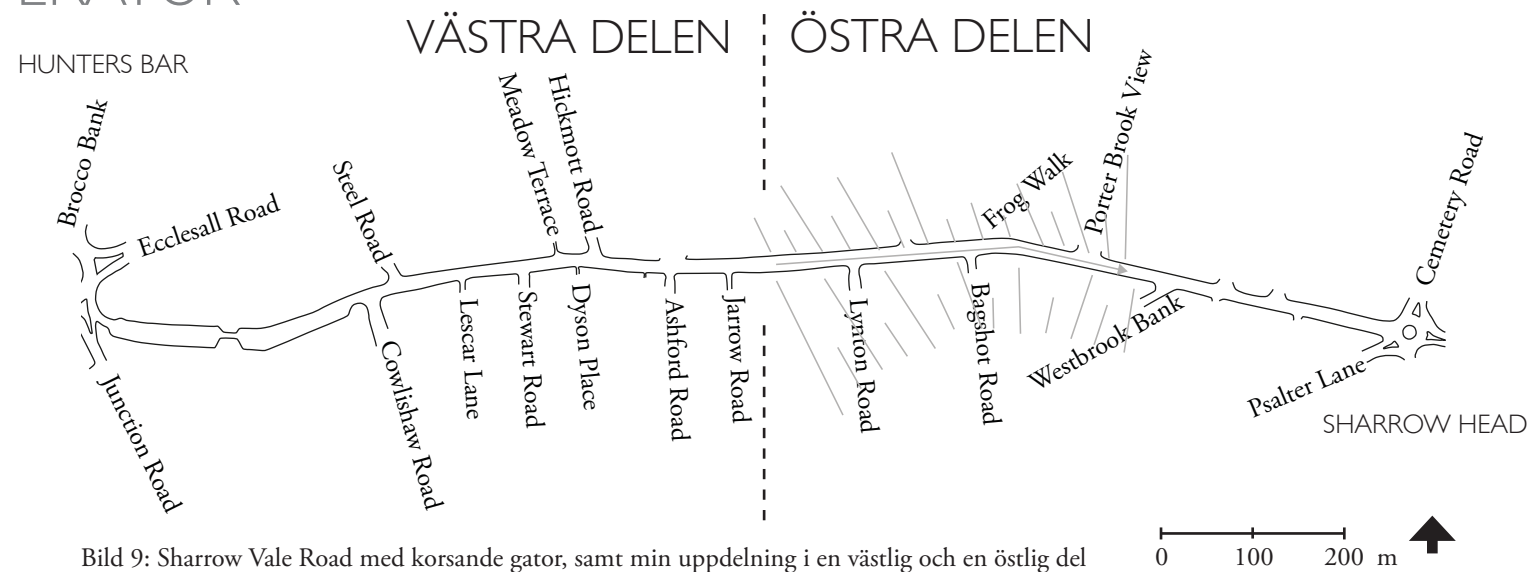 VÄSTRA DELEN
ÖSTRA DELEN
HUNTERS BAR
Brocco Bank
Ecclesall Road
Steel Road
Meadow Terrace
Hickmott Road
Frog Walk
Porter Brook View
Cemetery Road
Junction Road
Cowlishaw Road
Lescar Lane
Stewart Road
Dyson Place
Ashford Road
Jarrow Road
Lynton Road
Bagshot Road
Westbrook Bank
Psalter Lane
SHARROW HEAD
0 100 200 m
Bild 9: Sharrow Vale Road med korsande gator, samt min uppdelning i en västlig och en östlig del